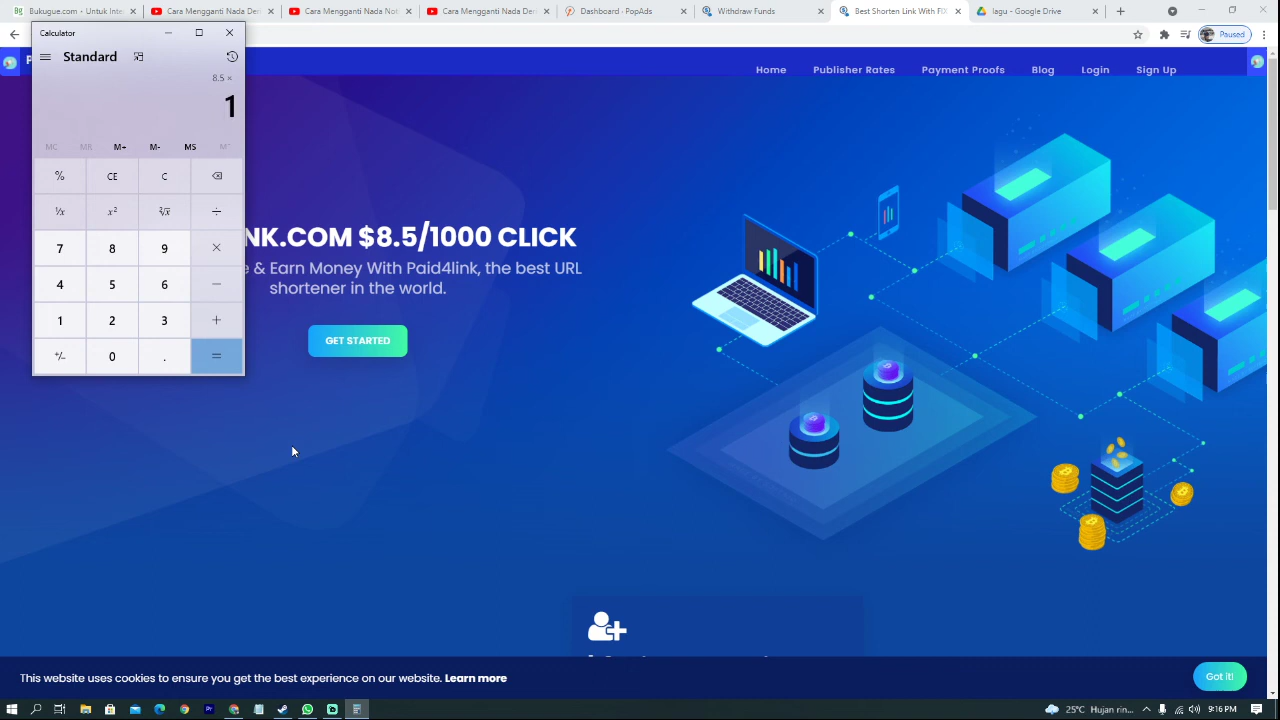 Bukugue.com - Untuk Inte
Cara Mengganti Nada Deri
Cara Mengganti Nada Not
Cara Mengganti Nada Deri
Dashboard · PopAds
Withdraw Funds
Best Shorten Link With FIX
lagu - Google Drive
Paused
Calculator
Standard
8.5 ×
1
MC MR M+ M- MS
% CE C
7 8 9 ×
4 5 6 −
1 2 3 +
+/− 0 . =
Home Publisher Rates Payment Proofs Blog Login Sign Up
NK.COM $8.5/1000 CLICK
e & Earn Money With Paid4link, the best URL
shortener in the world.
GET STARTED
This website uses cookies to ensure you get the best experience on our website. Learn more
Got it!
25°C Hujan rin...
9:16 PM